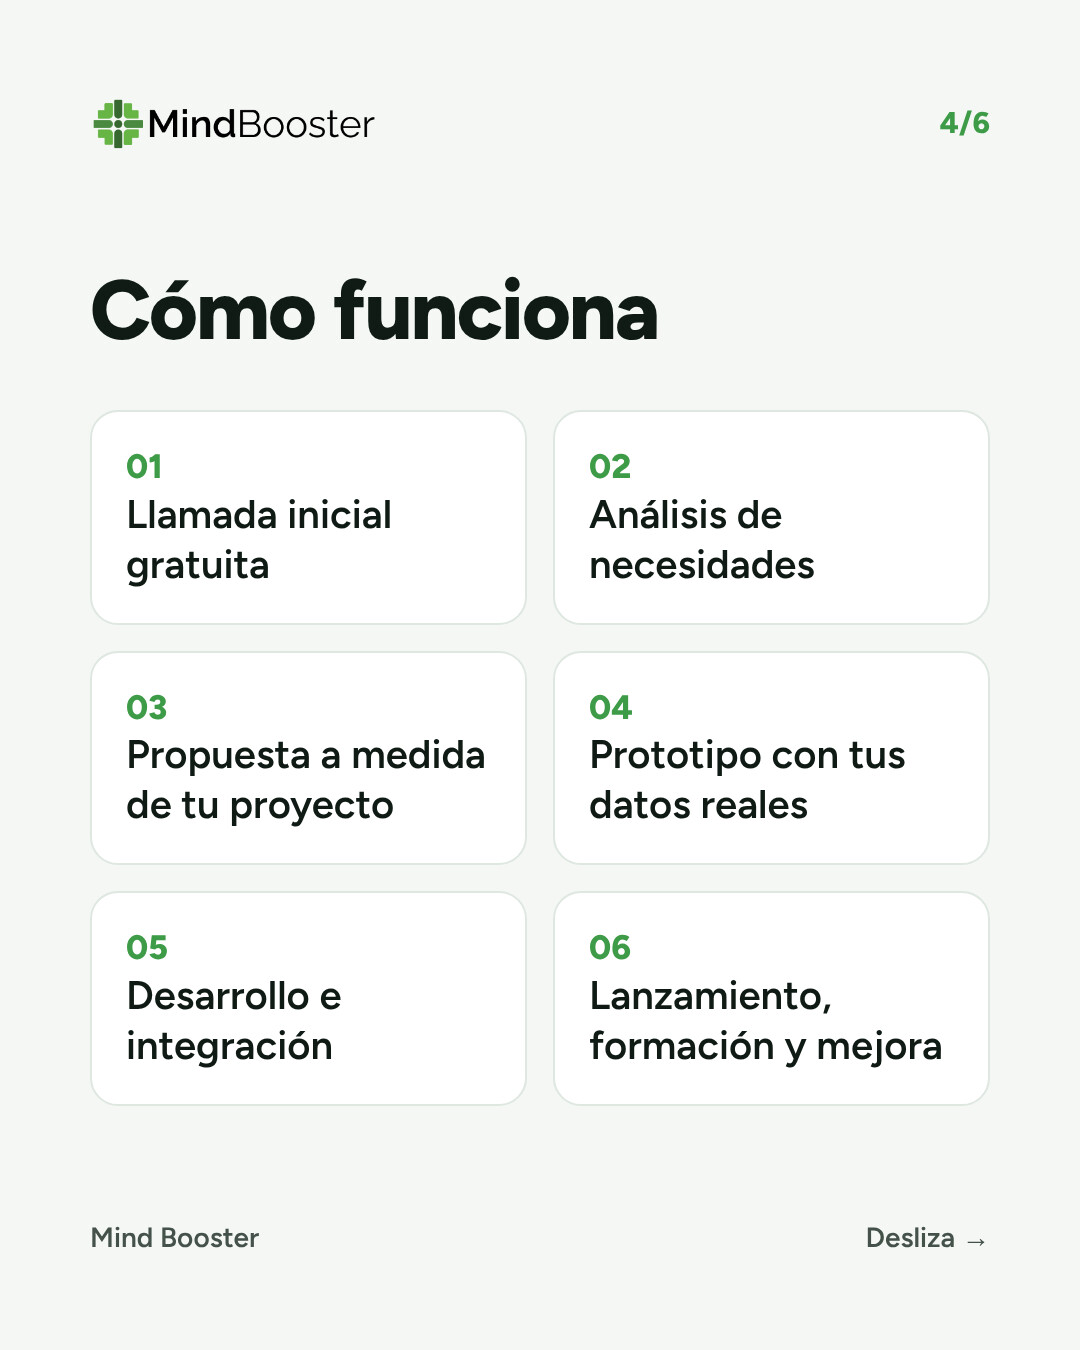 MindBooster
4/6
Cómo funciona
01
Llamada inicial
gratuita
02
Análisis de
necesidades
03
Propuesta a medida
de tu proyecto
04
Prototipo con tus
datos reales
05
Desarrollo e
integración
06
Lanzamiento,
formación y mejora
Mind Booster
Desliza →